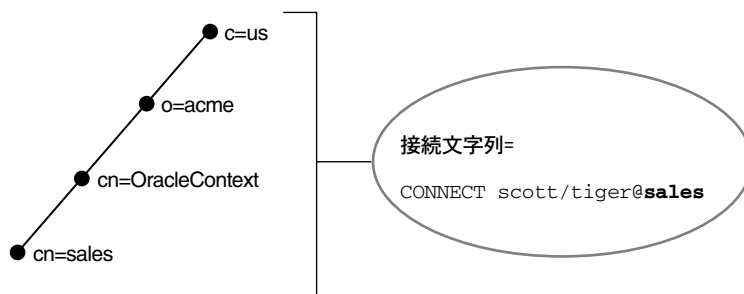 c=us
o=acme
cn=OracleContext
cn=sales
接続文字列=
CONNECT scott/tiger@sales